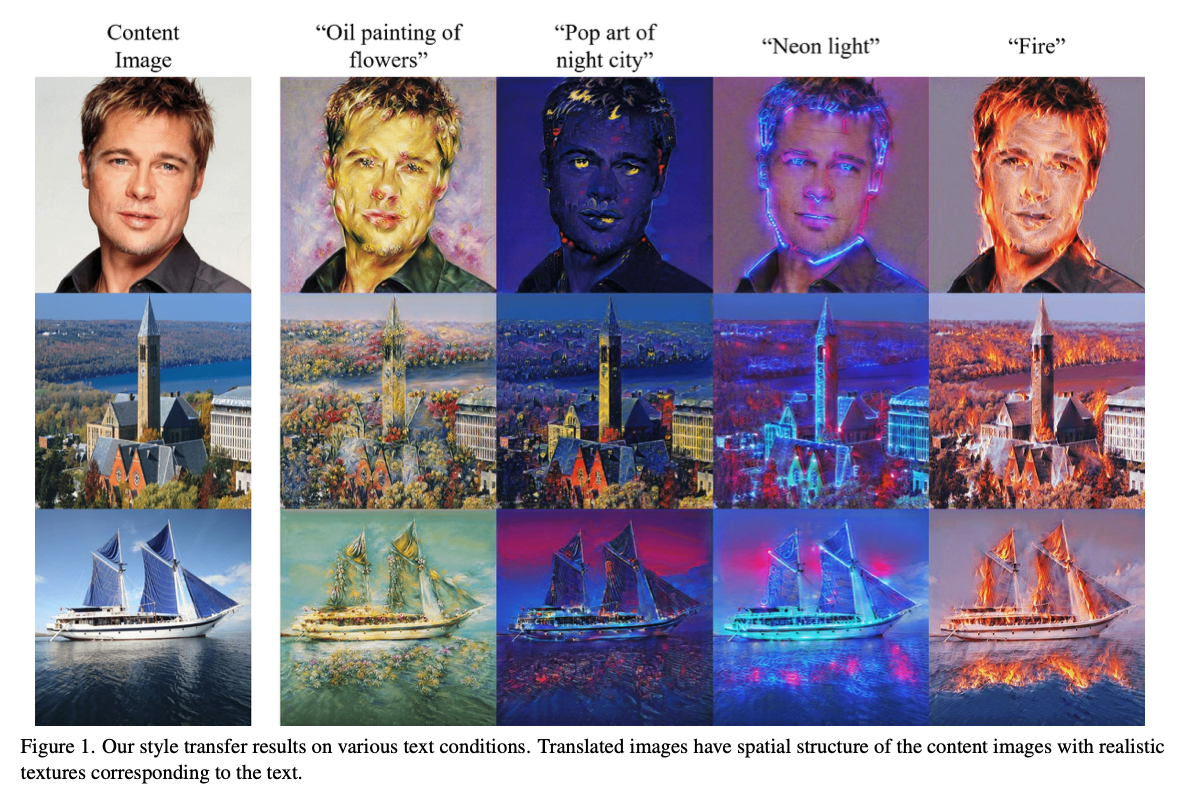 Content
Image
“Oil painting of
flowers”
“Pop art of
night city”
“Neon light”
“Fire”
Figure 1. Our style transfer results on various text conditions. Translated images have spatial structure of the content images with realistic
textures corresponding to the text.